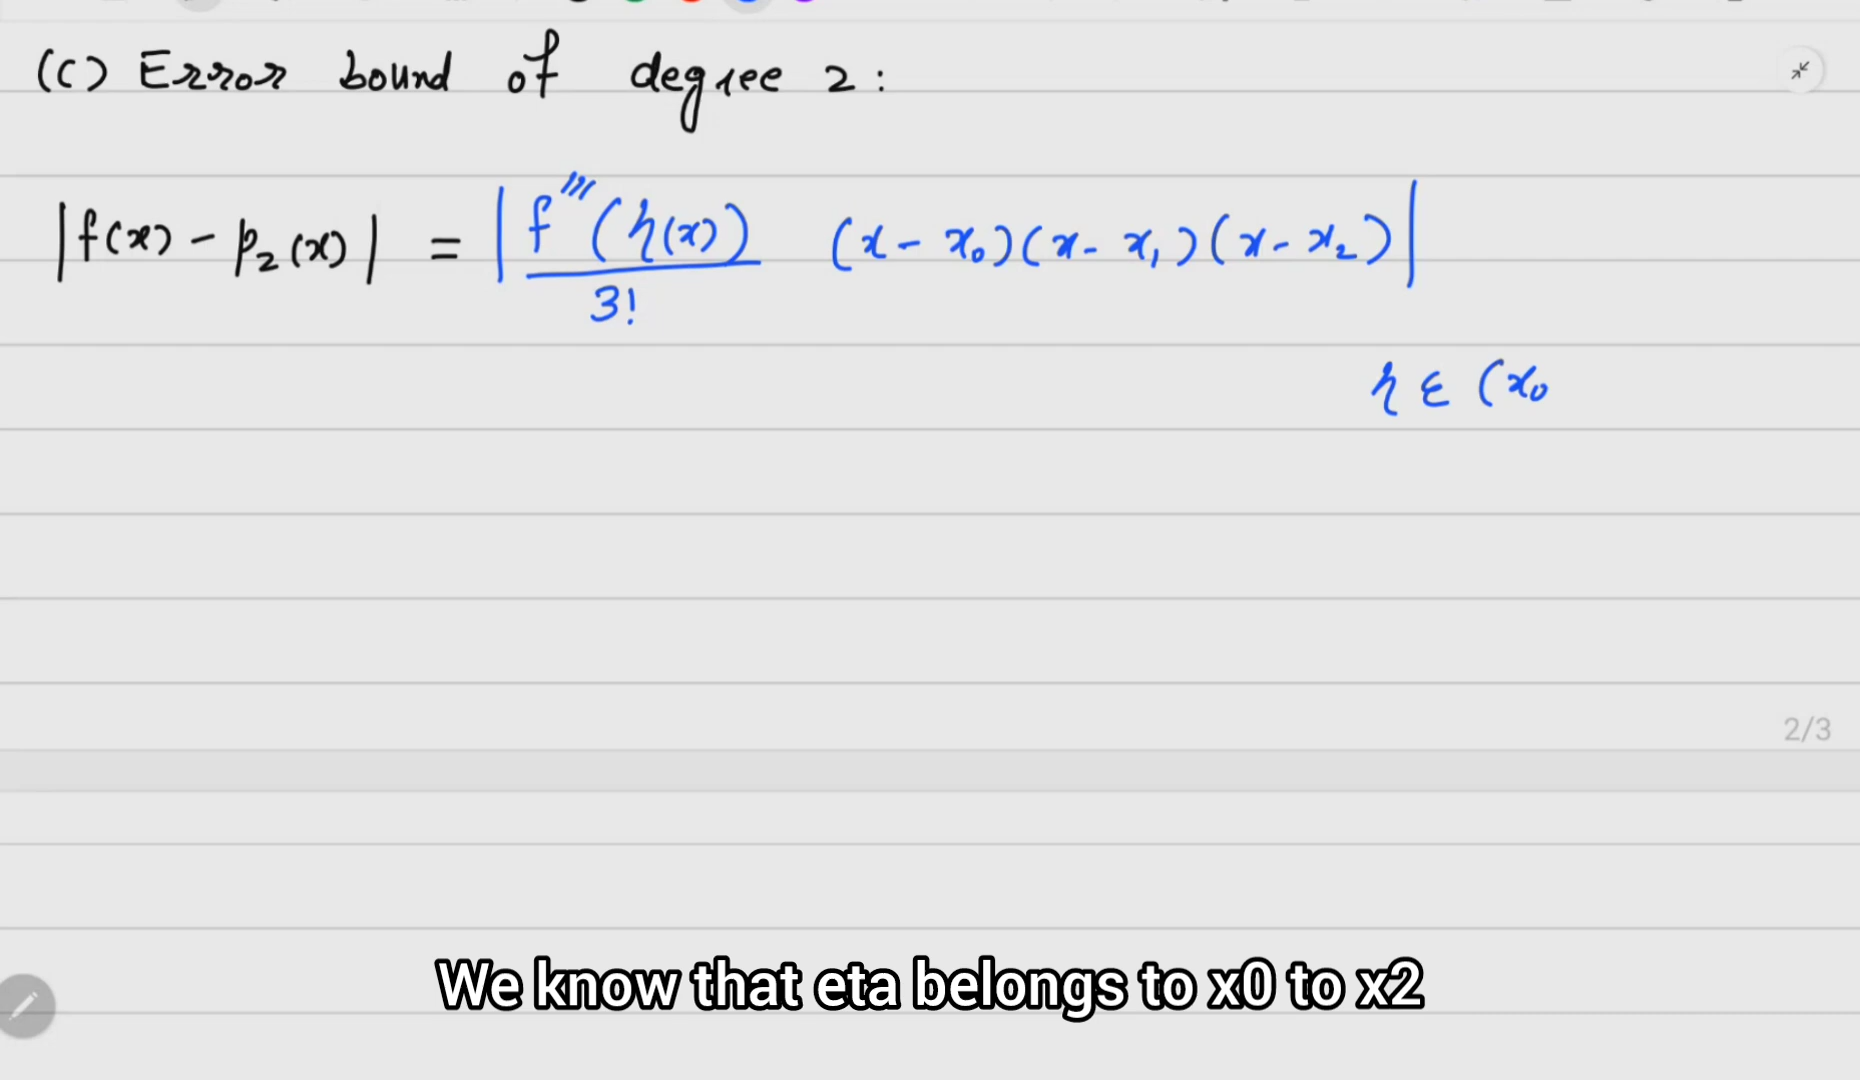 (C) Error bound of degree 2 :
|f(x) - p₂(x)| = | f'''(η(x)) / 3! (x - x₀)(x - x₁)(x - x₂) |
η ε (x₀
2/3
We know that eta belongs to x0 to x2